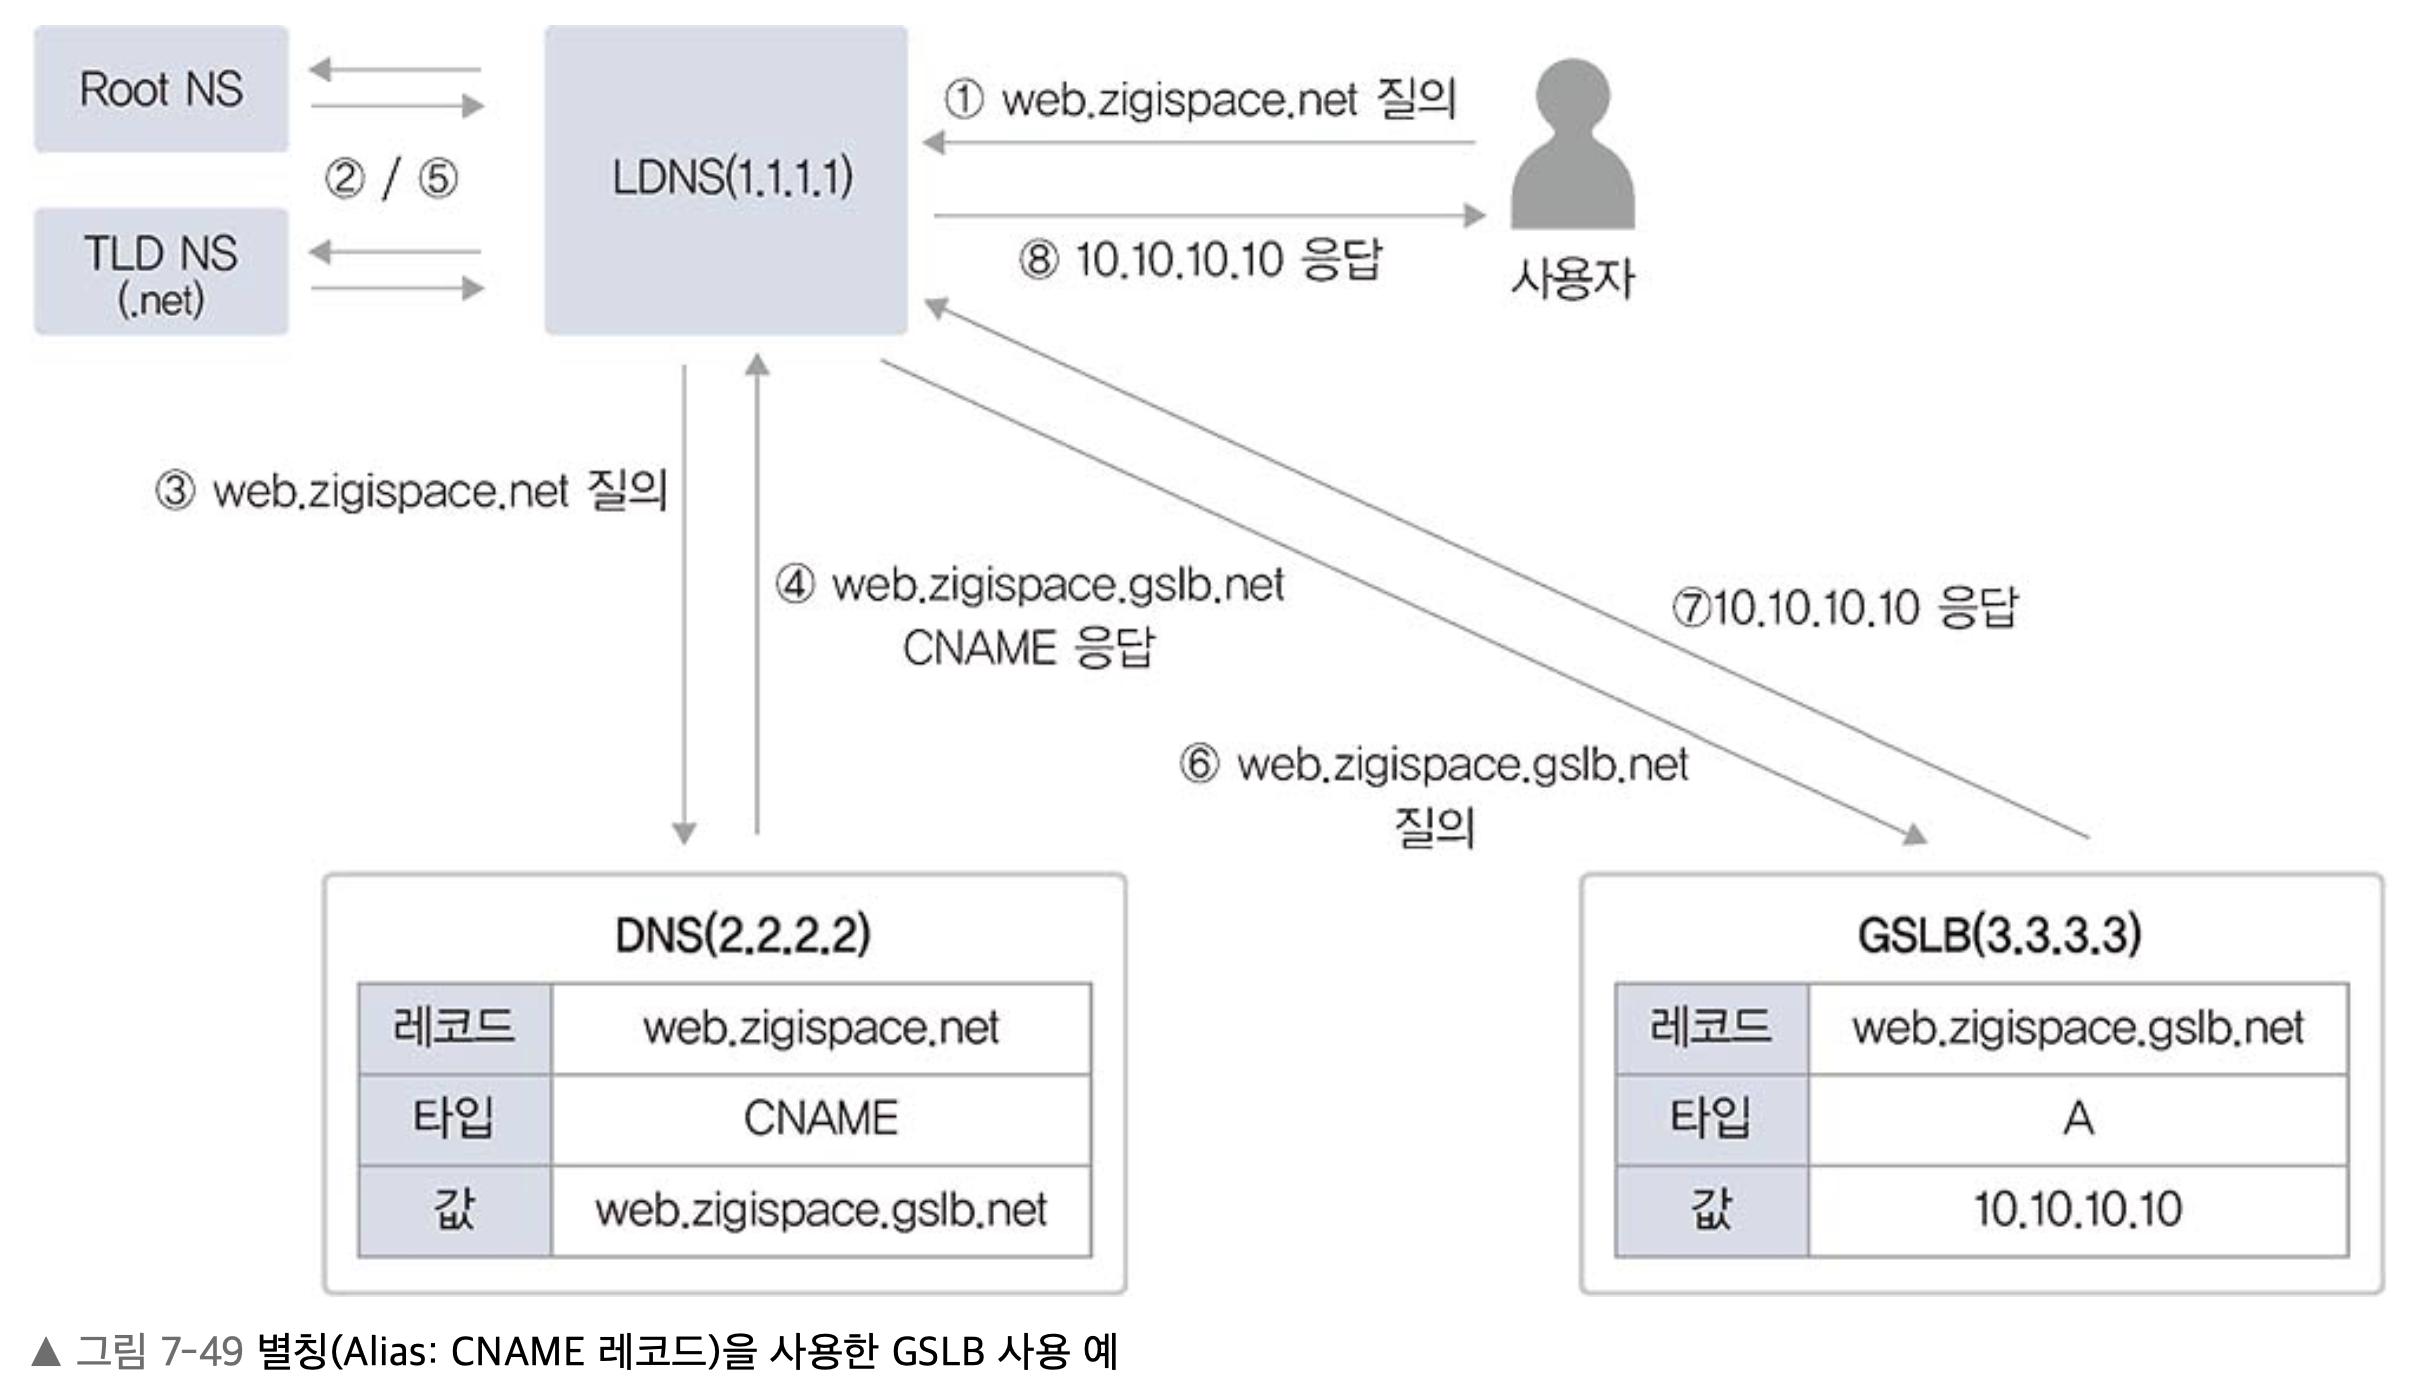 Root NS
② / ⑤
TLD NS
(.net)
LDNS(1.1.1.1)
① web.zigispace.net 질의
⑧ 10.10.10.10 응답
사용자
③ web.zigispace.net 질의
④ web.zigispace.gslb.net
CNAME 응답
⑦10.10.10.10 응답
⑥ web.zigispace.gslb.net
질의
DNS(2.2.2.2)
레코드 web.zigispace.net
타입 CNAME
값 web.zigispace.gslb.net
GSLB(3.3.3.3)
레코드 web.zigispace.gslb.net
타입 A
값 10.10.10.10
▲ 그림 7-49 별칭(Alias: CNAME 레코드)을 사용한 GSLB 사용 예